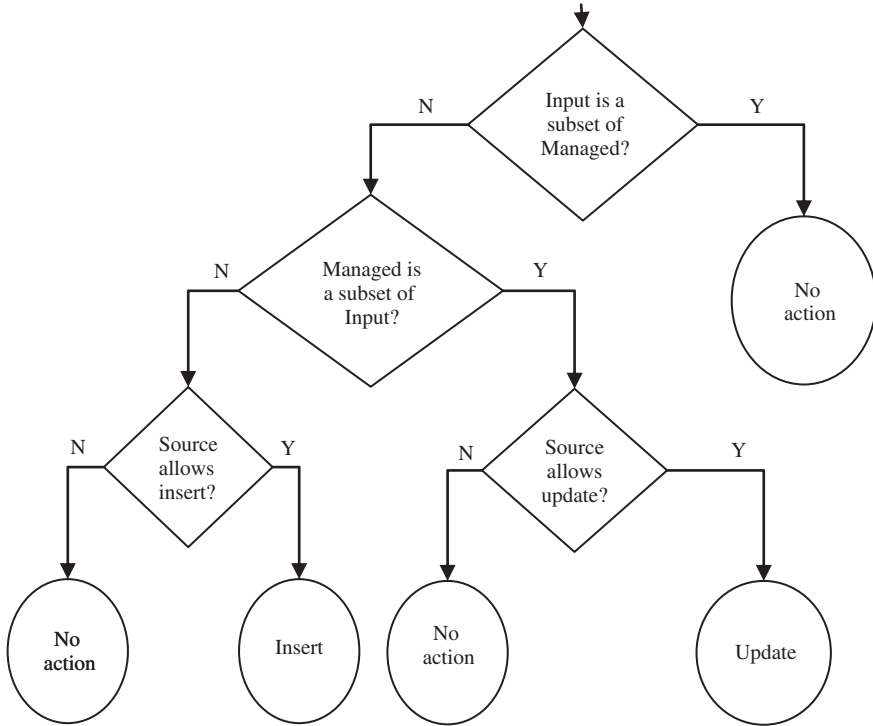 Input is a
subset of
Managed?
N
Y
Managed is
a subset of
Input?
N
Y
No
action
Source
allows
insert?
N
Y
Source
allows
update?
N
Y
No
action
Insert
No
action
Update